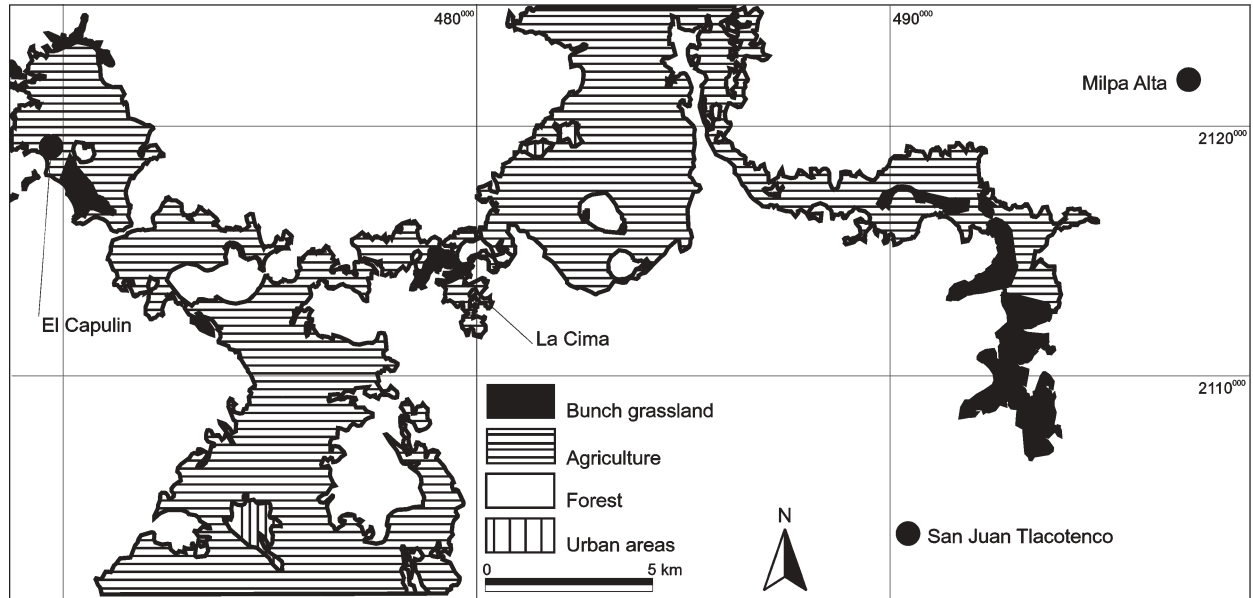 480⁰⁰⁰
490⁰⁰⁰
Milpa Alta
2120⁰⁰⁰
El Capulin
La Cima
2110⁰⁰⁰
Bunch grassland
Agriculture
Forest
Urban areas
N
San Juan Tlacotenco
0 5 km